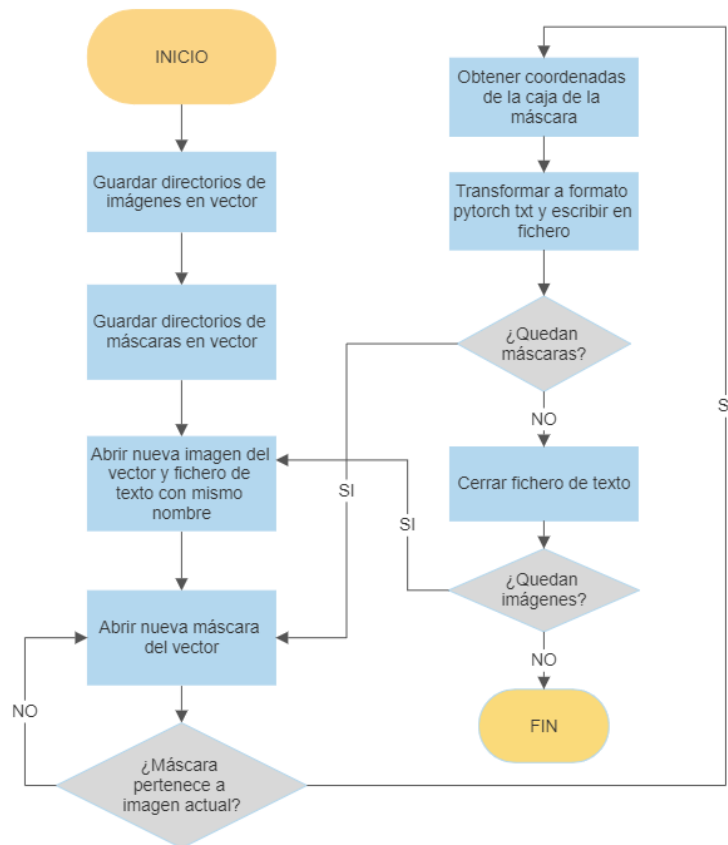 INICIO
Guardar directorios de
imágenes en vector
Guardar directorios de
máscaras en vector
Abrir nueva imagen del
vector y fichero de
texto con mismo
nombre
Abrir nueva máscara
del vector
NO
¿Máscara
pertenece a
imagen actual?
S
Obtener coordenadas
de la caja de la
máscara
Transformar a formato
pytorch txt y escribir en
fichero
¿Quedan
máscaras?
SI
NO
Cerrar fichero de texto
SI
¿Quedan
imágenes?
NO
FIN